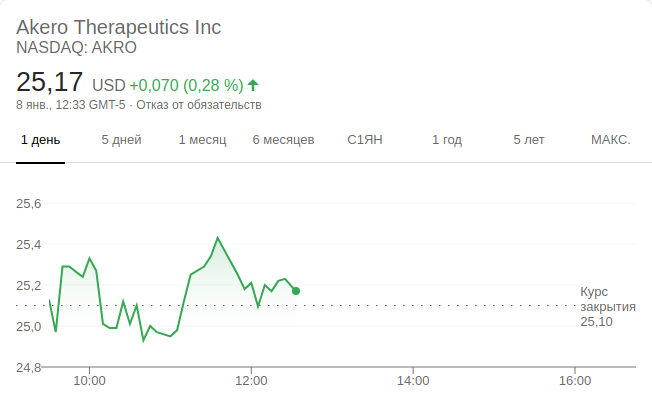 Akero Therapeutics Inc
NASDAQ: AKRO
25,17 USD +0,070 (0,28 %)
8 янв., 12:33 GMT-5 · Отказ от обязательств
1 день 5 дней 1 месяц 6 месяцев С1ЯН 1 год 5 лет МАКС.
25,6
25,4
25,2
25,0
24,8
Курс
закрытия
25,10
10:00 12:00 14:00 16:00